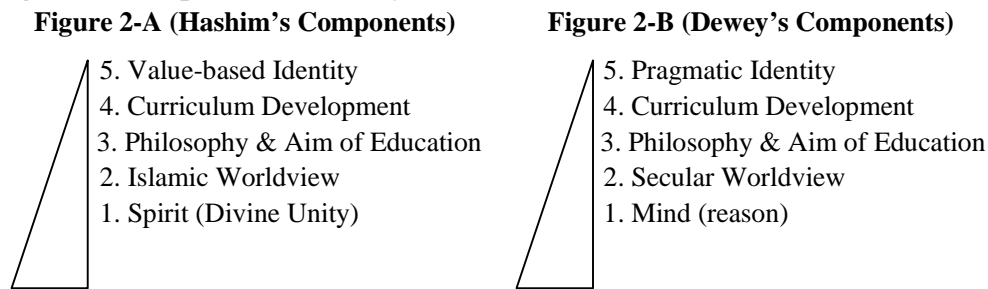 Figure 2-A (Hashim's Components)
5. Value-based Identity
4. Curriculum Development
3. Philosophy & Aim of Education
2. Islamic Worldview
1. Spirit (Divine Unity)
Figure 2-B (Dewey's Components)
5. Pragmatic Identity
4. Curriculum Development
3. Philosophy & Aim of Education
2. Secular Worldview
1. Mind (reason)